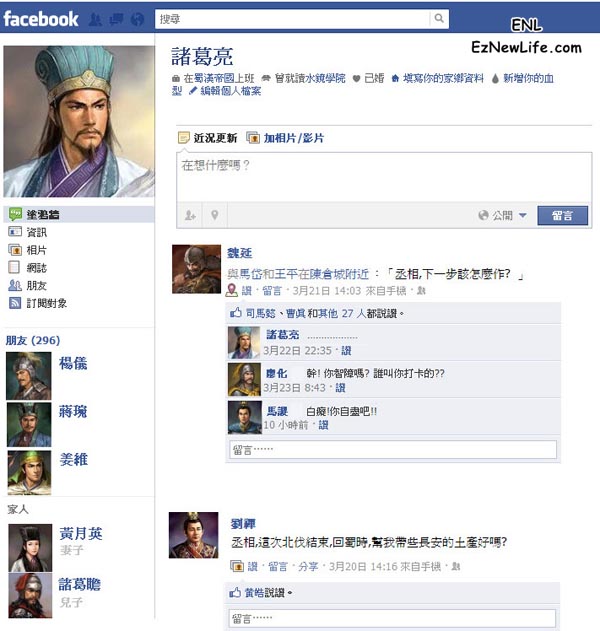 facebook
搜尋
ENL
EzNewLife.com
諸葛亮
在蜀漢帝國上班 曾就讀水鏡學院 已婚 填寫你的家鄉資料 新增你的血
型 編輯個人檔案
近況更新 加相片/影片
在想什麼嗎？
公開 留言
塗鴉牆
資訊
相片
網誌
朋友
訂閱對象
朋友 (296)
楊儀
蔣琬
姜維
家人
黃月英
妻子
諸葛瞻
兒子
魏延
與馬岱和王平在陳倉城附近：「丞相,下一步該怎麼作? 」
讚．留言．3月21日 14:03 來自手機．
司馬懿、曹真和其他 27 人都說讚。
諸葛亮 ..................
3月22日 22:35．讚
廖化 幹! 你智障嗎? 誰叫你打卡的??
3月23日 8:43．讚
馬謖 白癡!你自盡吧!!
10 小時前．讚
留言……
劉禪
丞相,這次北伐結束,回蜀時,幫我帶些長安的土產好嗎?
讚．留言．分享．3月20日 14:16 來自手機．
黃皓說讚。
留言……